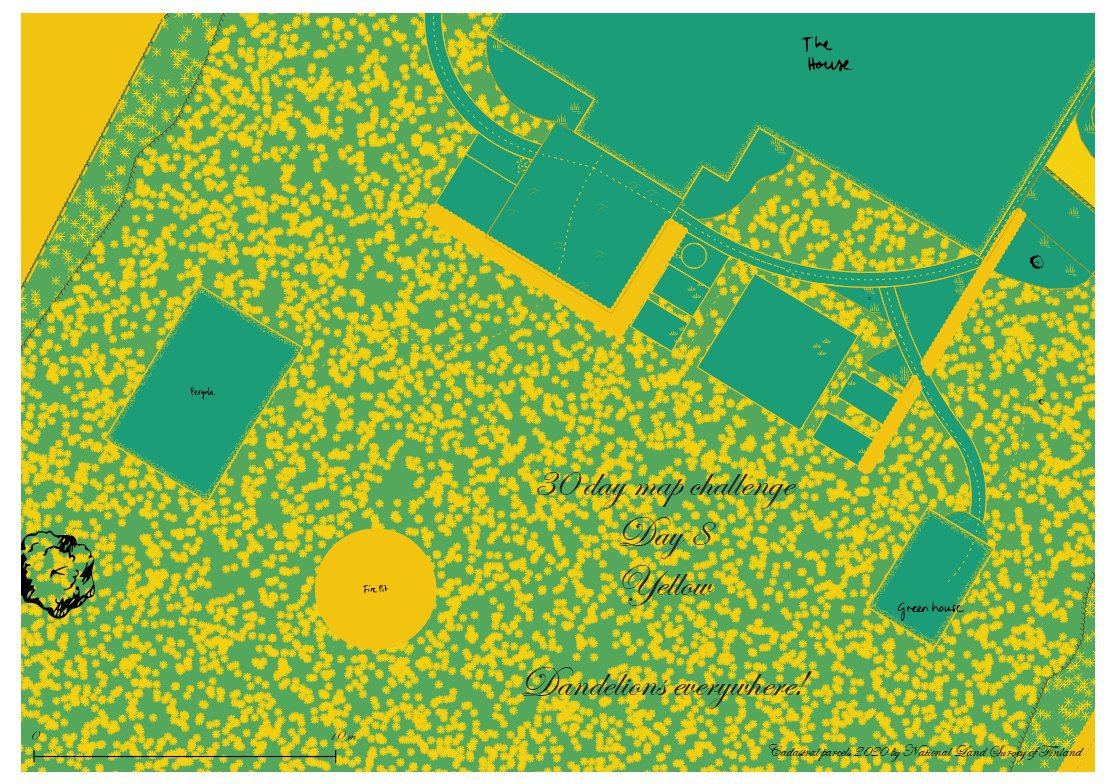 The
House
Pergola
30 day map challenge
Day 8
Yellow
Fire Pit
Green house
Dandelions everywhere!
0 10 m
Cadastral parcels 2020 by National Land Survey of Finland